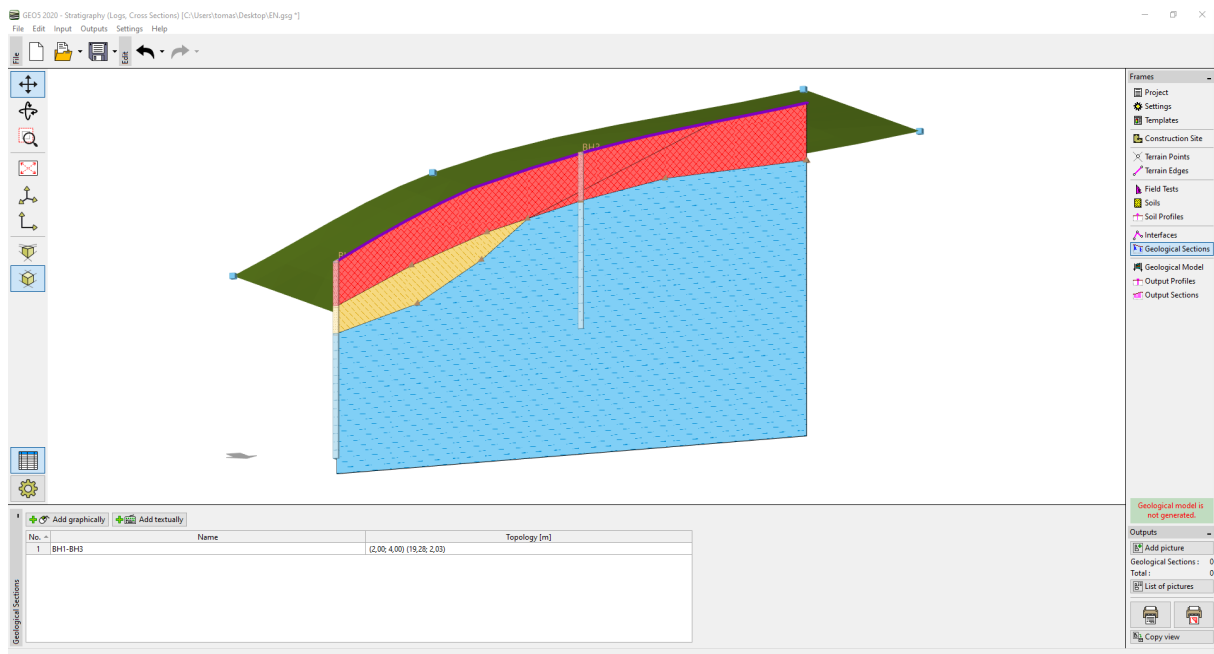 GEO5 2020 - Stratigraphy (Logs, Cross Sections) [C:\Users\tomas\Desktop\EN.gsg *]
File Edit Input Outputs Settings Help
File
Edit
Frames
Project
Settings
Templates
Construction Site
Terrain Points
Terrain Edges
Field Tests
Soils
Soil Profiles
Interfaces
Geological Sections
Geological Model
Output Profiles
Output Sections
BH2
Geological model is
not generated.
Outputs
Add picture
Geological Sections : 0
Total : 0
List of pictures
Copy view
Geological Sections
Add graphically Add textually
No. Name Topology [m]
1 BH1-BH3 (2,00; 4,00) (19,28; 2,03)